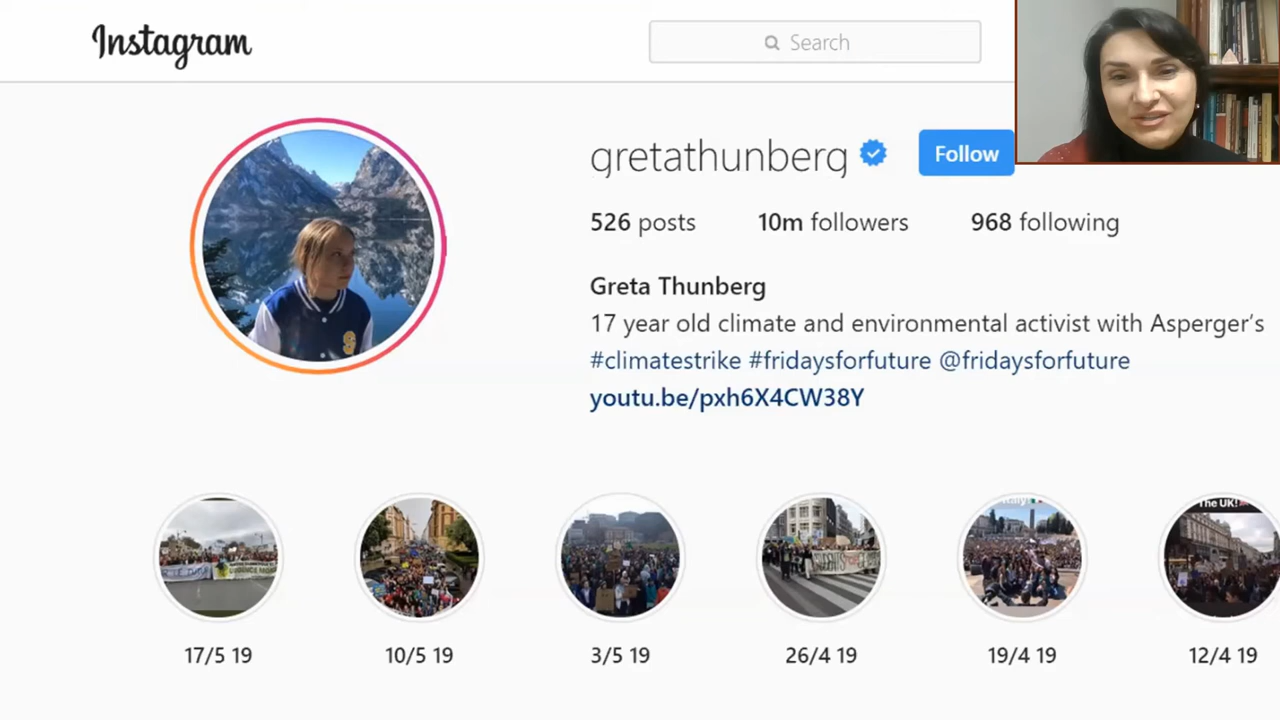 Instagram
Search
gretathunberg
Follow
526 posts
10m followers
968 following
Greta Thunberg
17 year old climate and environmental activist with Asperger's
#climatestrike #fridaysforfuture @fridaysforfuture
youtu.be/pxh6X4CW38Y
The UK!
17/5 19
10/5 19
3/5 19
26/4 19
19/4 19
12/4 19